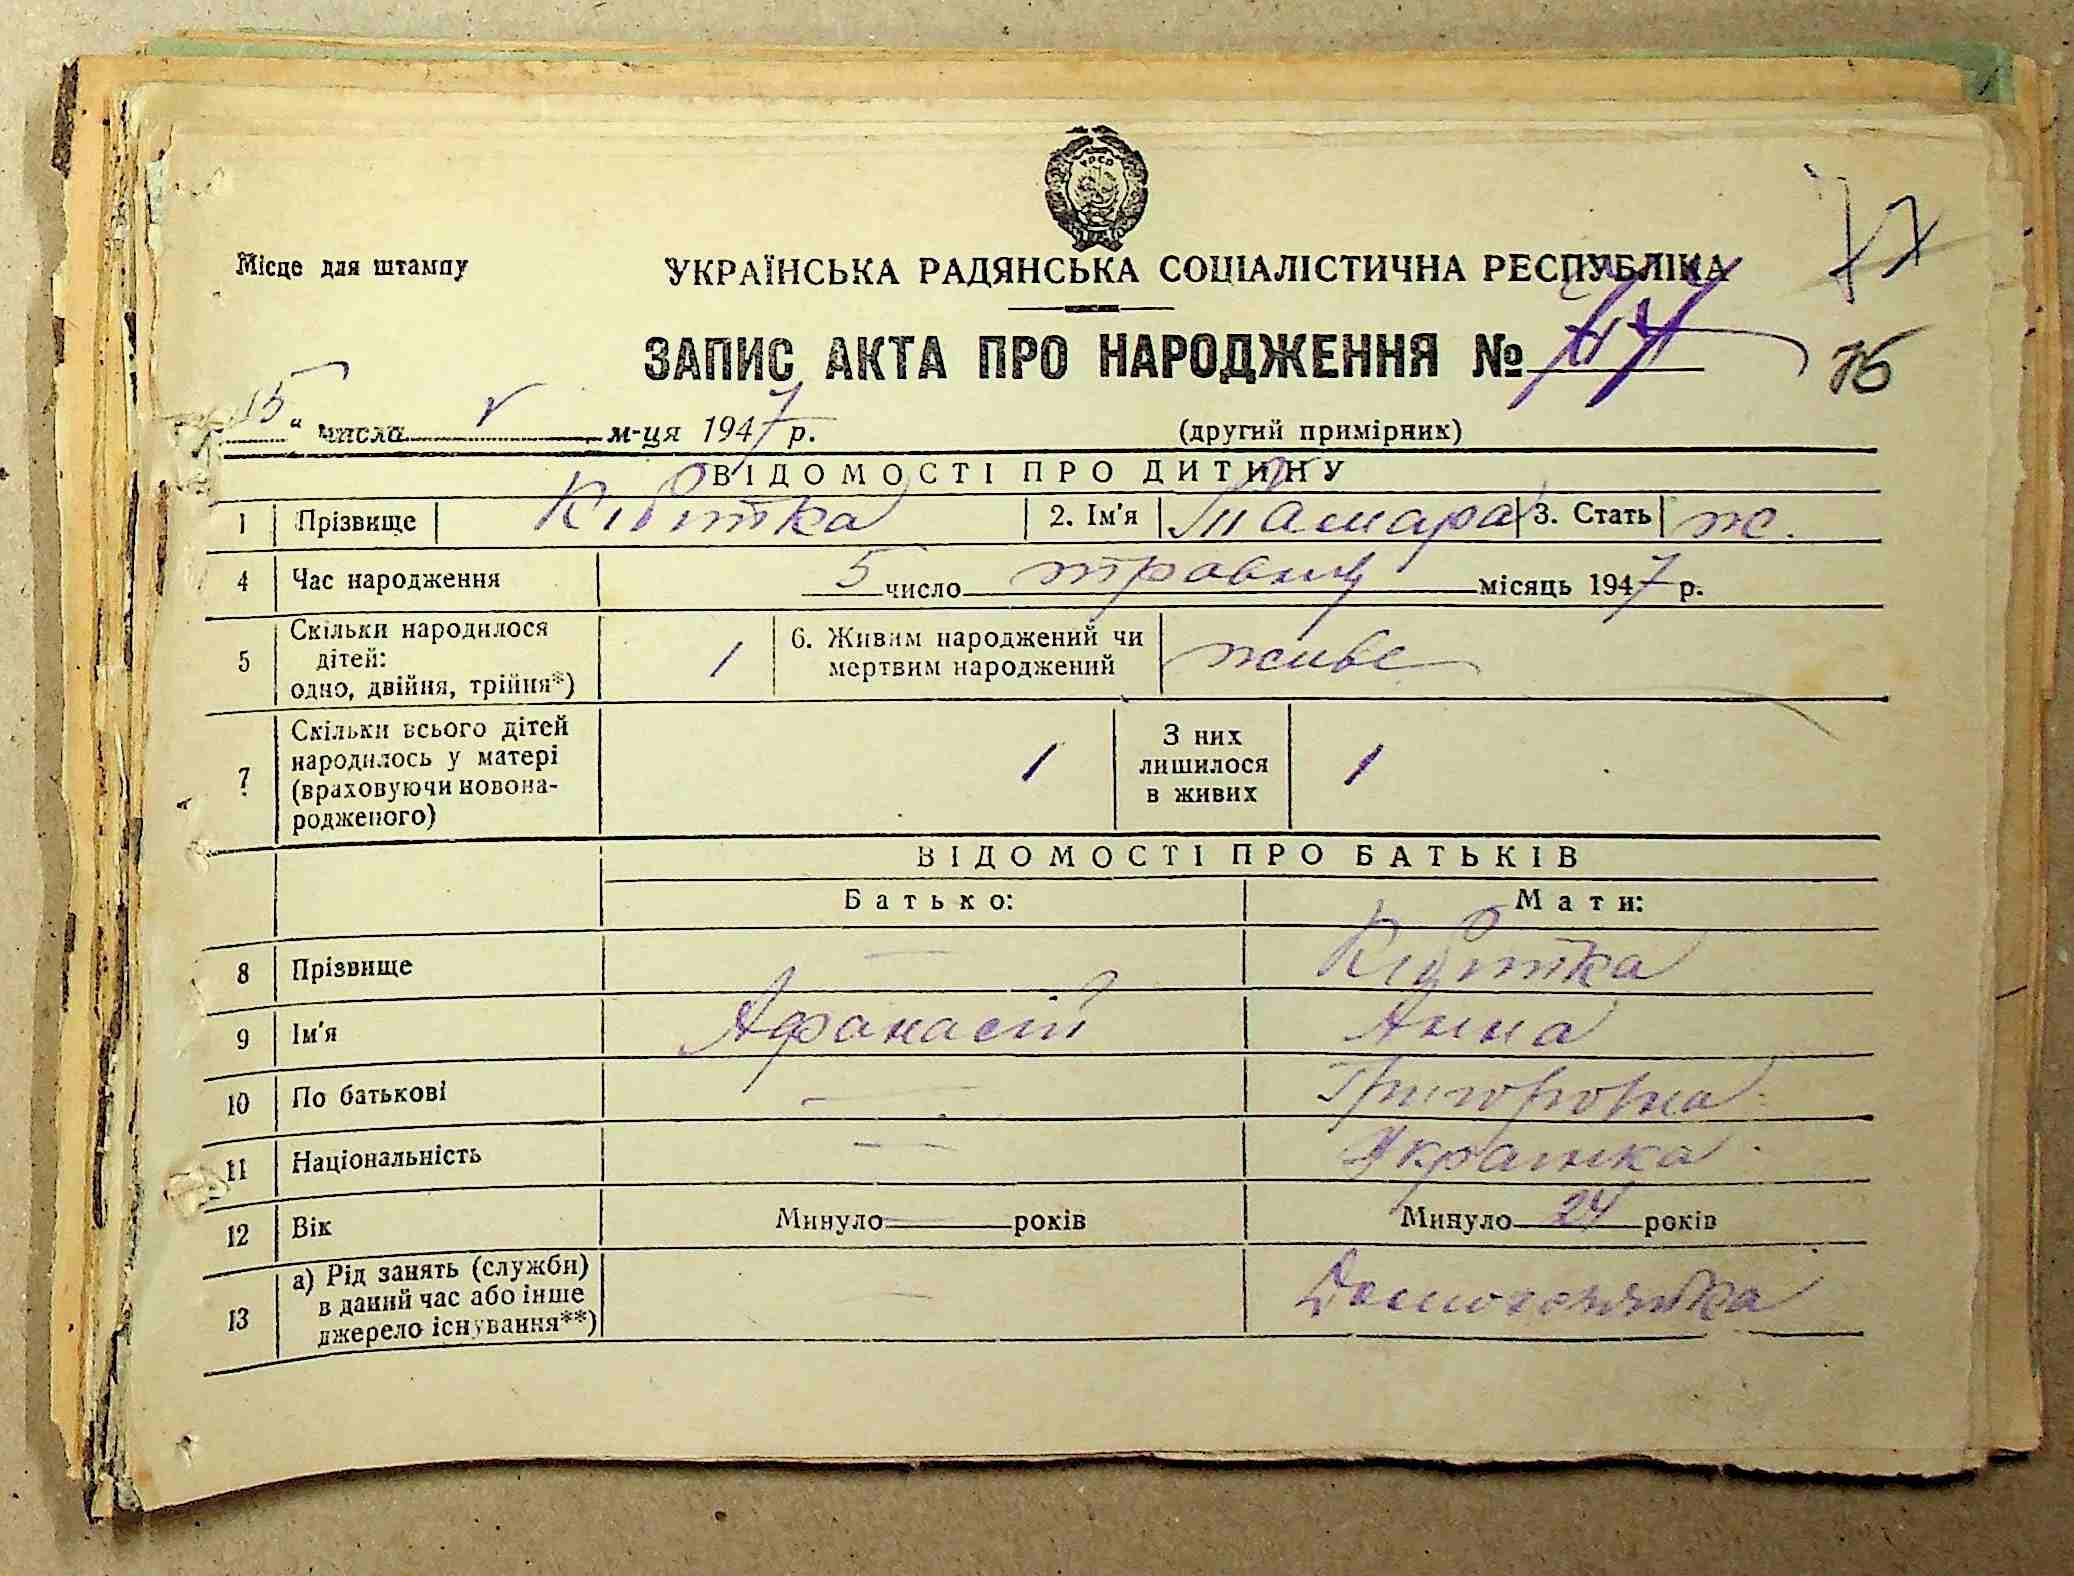 УРСР
Місце для штампу
УКРАЇНСЬКА РАДЯНСЬКА СОЦІАЛІСТИЧНА РЕСПУБЛІКА
ЗАПИС АКТА ПРО НАРОДЖЕННЯ №
16
15 " числа V м-ця 1947 р. (другий примірник)
ВІДОМОСТІ ПРО ДИТИНУ
1 Прізвище Кібітка 2. Ім'я Тамара 3. Стать ж.
4 Час народження 5 число травня місяць 1947 р.
5 Скільки народилося дітей: одно, двійня, трійня*) 1 6. Живим народжений чи мертвим народжений живе
7 Скільки всього дітей народилось у матері (враховуючи новонародженого) 1 З них лишилося в живих 1
ВІДОМОСТІ ПРО БАТЬКІВ
Батько: Мати:
8 Прізвище — Кібітка
9 Ім'я Афанасій Анна
10 По батькові — Григоровна
11 Національність — Українка
12 Вік Минуло — років Минуло 24 років
13 а) Рід занять (служби) в даний час або інше джерело існування**) —